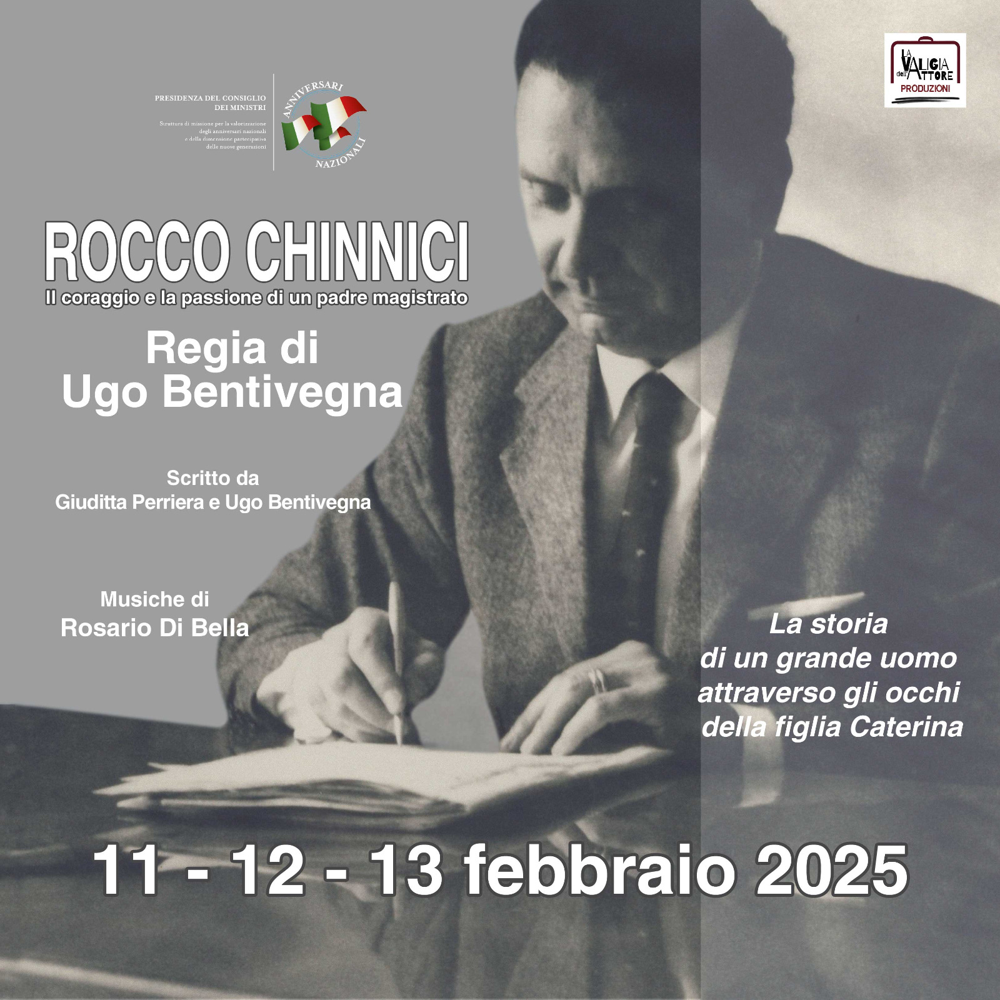 PRESIDENZA DEL CONSIGLIO
DEI MINISTRI
Struttura di missione per la valorizzazione
degli anniversari nazionali
e della dimensione partecipativa
delle nuove generazioni
ANNIVERSARI
NAZIONALI
LA
VALIGIA
dell'ATTORE
PRODUZIONI
ROCCO CHINNICI
Il coraggio e la passione di un padre magistrato
Regia di
Ugo Bentivegna
Scritto da
Giuditta Perriera e Ugo Bentivegna
Musiche di
Rosario Di Bella
La storia
di un grande uomo
attraverso gli occhi
della figlia Caterina
11 - 12 - 13 febbraio 2025